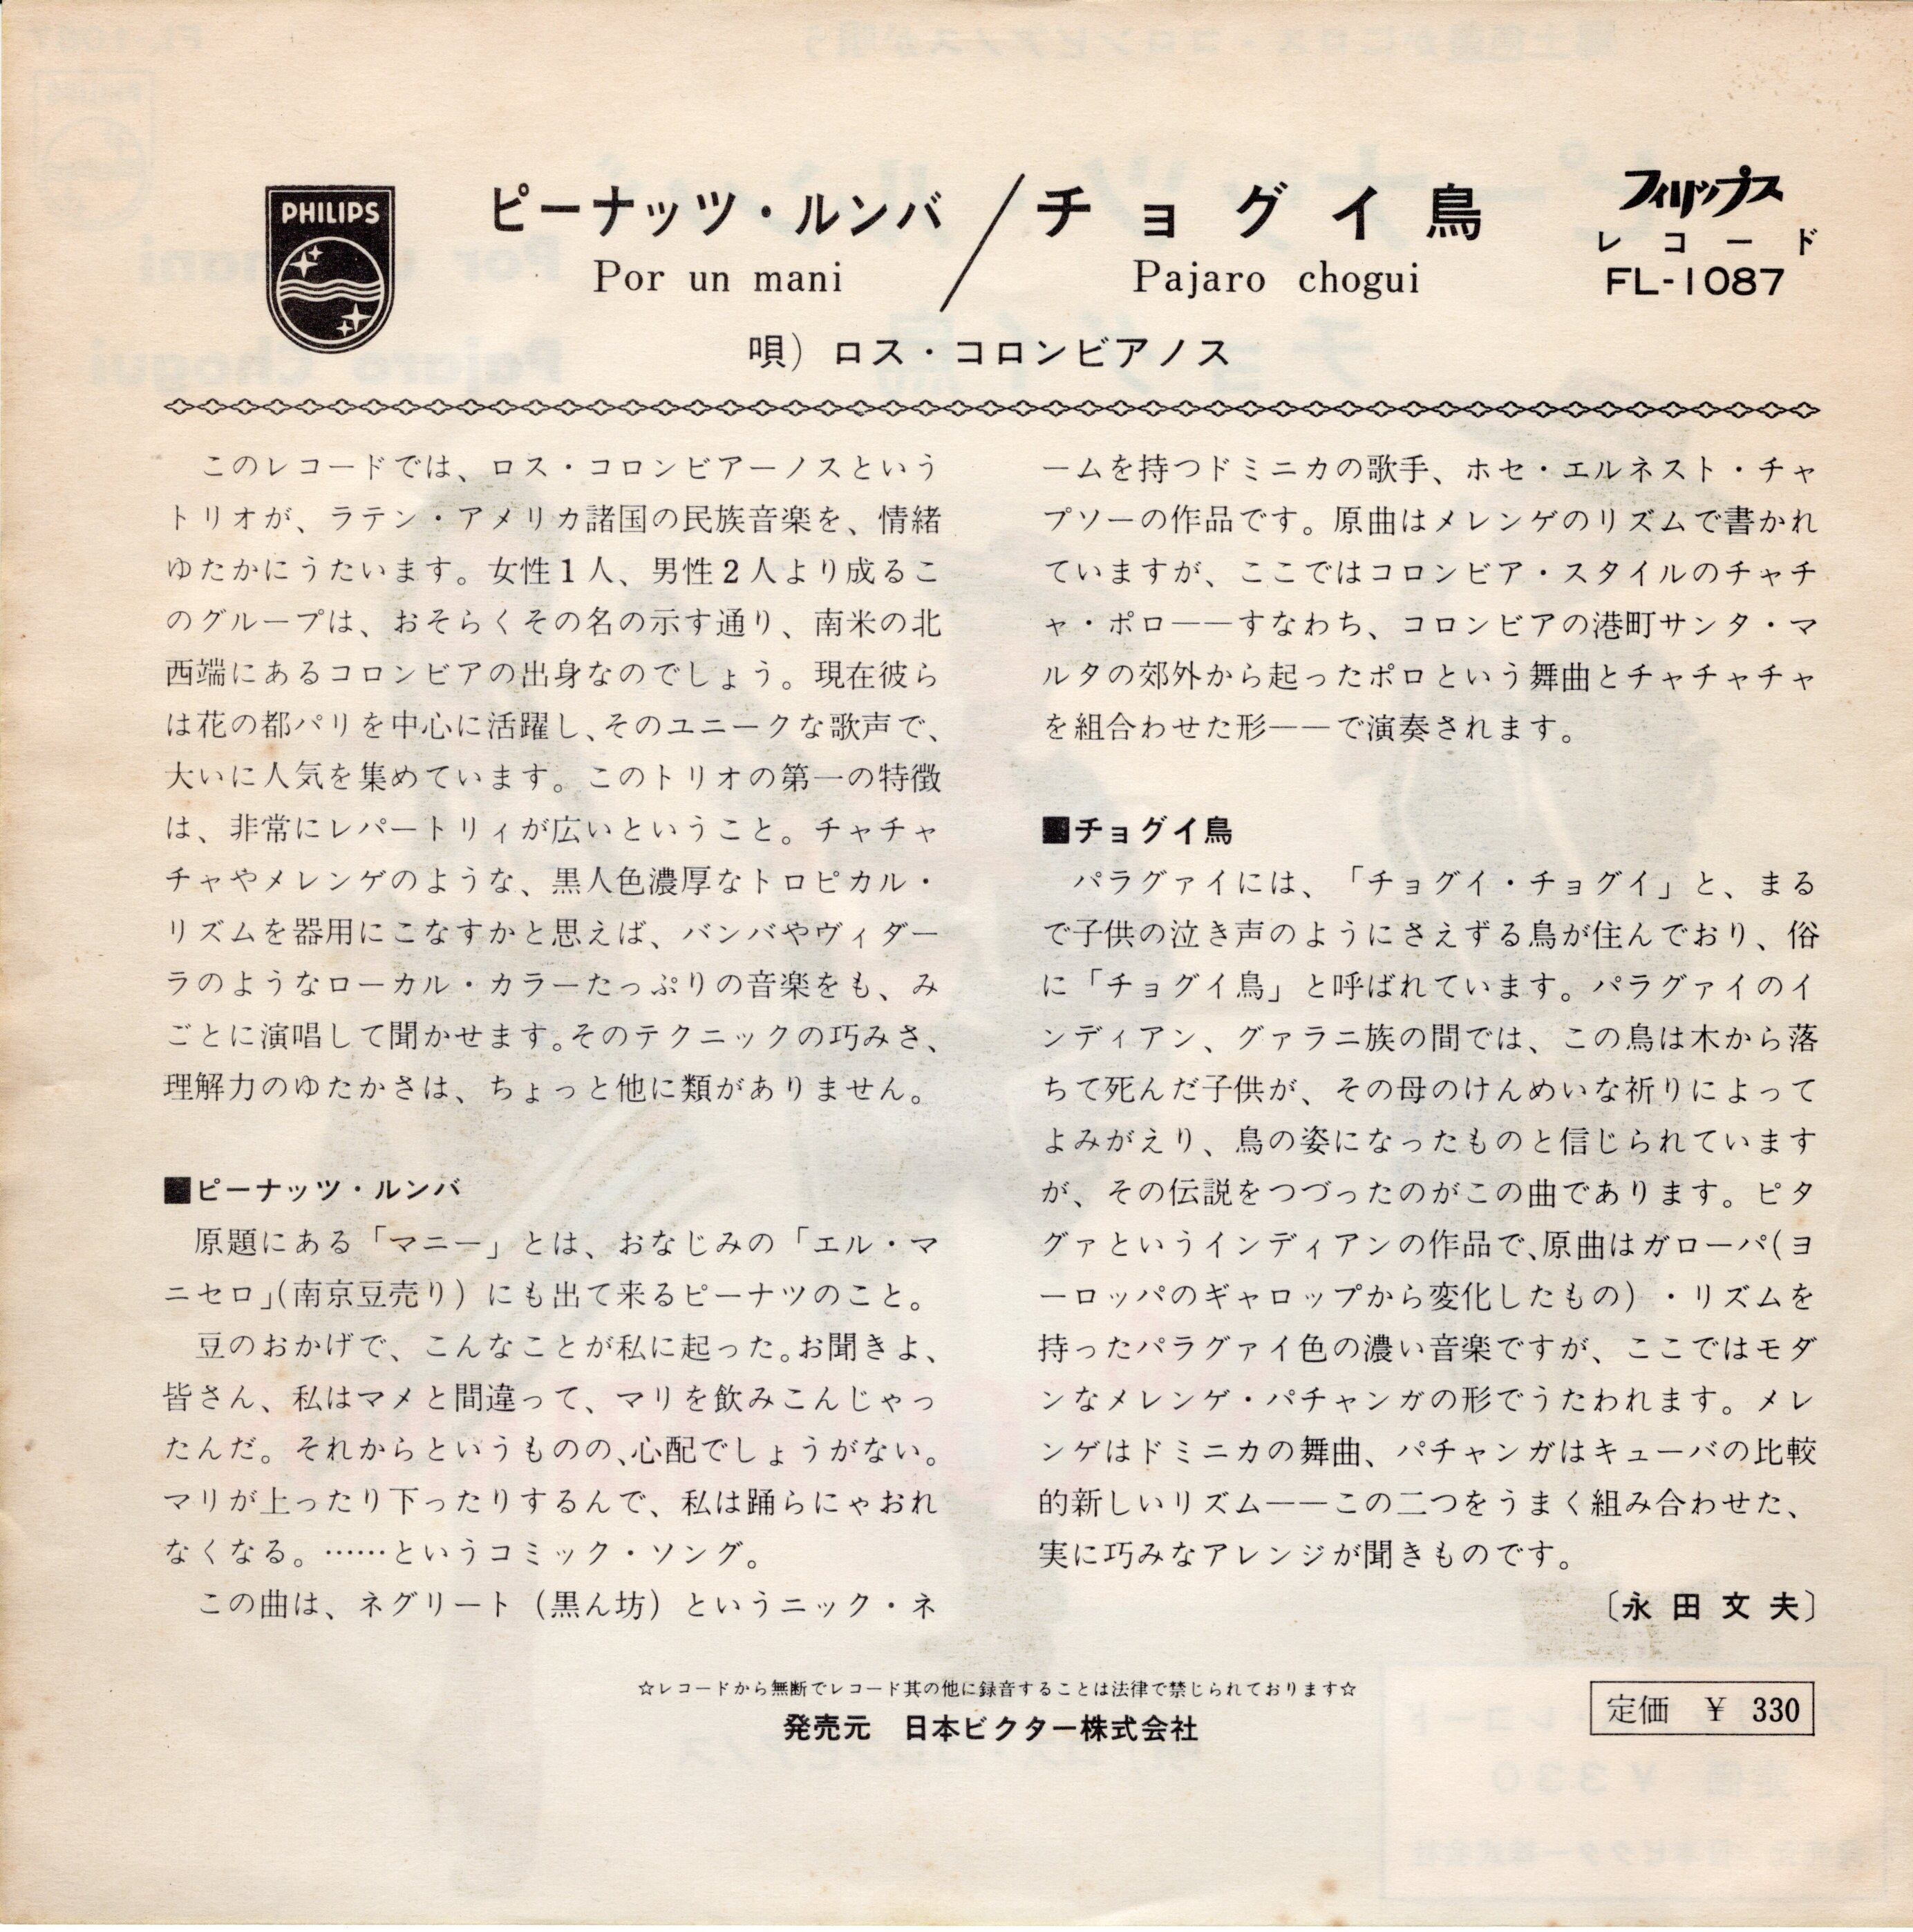 PHILIPS
ピーナッツ・ルンバ／チョグイ鳥
Por un mani
Pajaro chogui
フィリップス
レコード
FL-1087
唄）ロス・コロンビアノス
このレコードでは、ロス・コロンビアーノスという
トリオが、ラテン・アメリカ諸国の民族音楽を、情緒
ゆたかにうたいます。女性1人、男性2人より成るこ
のグループは、おそらくその名の示す通り、南米の北
西端にあるコロンビアの出身なのでしょう。現在彼ら
は花の都パリを中心に活躍し、そのユニークな歌声で、
大いに人気を集めています。このトリオの第一の特徴
は、非常にレパートリィが広いということ。チャチャ
チャやメレンゲのような、黒人色濃厚なトロピカル・
リズムを器用にこなすかと思えば、バンバやヴィダー
ラのようなローカル・カラーたっぷりの音楽をも、み
ごとに演唱して聞かせます。そのテクニックの巧みさ、
理解力のゆたかさは、ちょっと他に類がありません。
■ピーナッツ・ルンバ
原題にある「マニー」とは、おなじみの「エル・マ
ニセロ」(南京豆売り）にも出て来るピーナツのこと。
豆のおかげで、こんなことが私に起った。お聞きよ、
皆さん、私はマメと間違って、マリを飲みこんじゃっ
たんだ。それからというものの、心配でしょうがない。
マリが上ったり下ったりするんで、私は踊らにゃおれ
なくなる。……というコミック・ソング。
この曲は、ネグリート（黒ん坊）というニック・ネ
ームを持つドミニカの歌手、ホセ・エルネスト・チャ
プソーの作品です。原曲はメレンゲのリズムで書かれ
ていますが、ここではコロンビア・スタイルのチャチ
ャ・ポロ――すなわち、コロンビアの港町サンタ・マ
ルタの郊外から起ったポロという舞曲とチャチャチャ
を組合わせた形――で演奏されます。
■チョグイ鳥
パラグァイには、「チョグイ・チョグイ」と、まる
で子供の泣き声のようにさえずる鳥が住んでおり、俗
に「チョグイ鳥」と呼ばれています。パラグァイのイ
ンディアン、グァラニ族の間では、この鳥は木から落
ちて死んだ子供が、その母のけんめいな祈りによって
よみがえり、鳥の姿になったものと信じられています
が、その伝説をつづったのがこの曲であります。ピタ
グァというインディアンの作品で、原曲はガローパ(ヨ
ーロッパのギャロップから変化したもの）・リズムを
持ったパラグァイ色の濃い音楽ですが、ここではモダ
ンなメレンゲ・パチャンガの形でうたわれます。メレ
ンゲはドミニカの舞曲、パチャンガはキューバの比較
的新しいリズム――この二つをうまく組み合わせた、
実に巧みなアレンジが聞きものです。
〔永田文夫〕
☆レコードから無断でレコード其の他に録音することは法律で禁じられております☆
発売元 日本ビクター株式会社
定価 ￥ 330